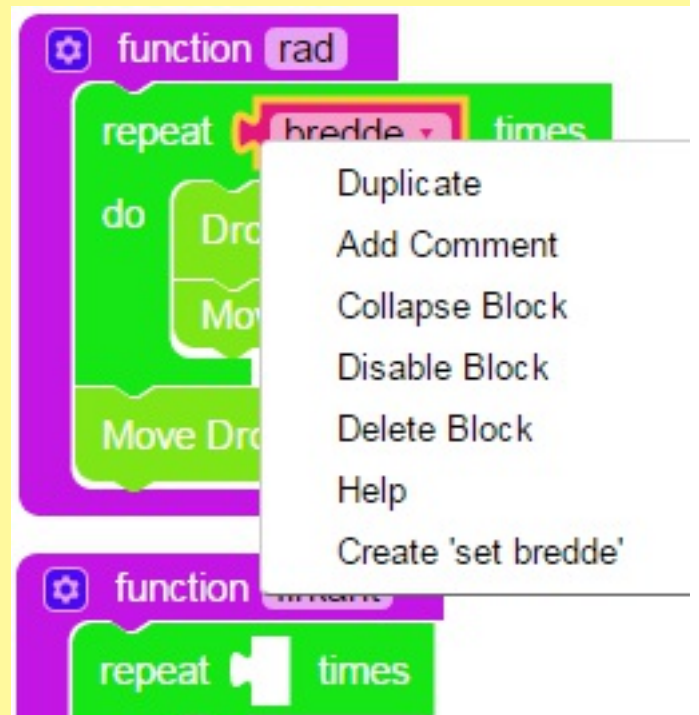 function rad
repeat bredde times
Duplicate
do
Add Comment
Collapse Block
Disable Block
Move
Delete Block
Help
Create 'set bredde'
function
repeat times